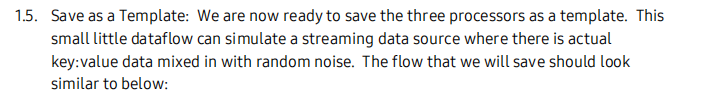 1.5. Save as a Template: We are now ready to save the three processors as a template. This
small little dataflow can simulate a streaming data source where there is actual
key:value data mixed in with random noise. The flow that we will save should look
similar to below: